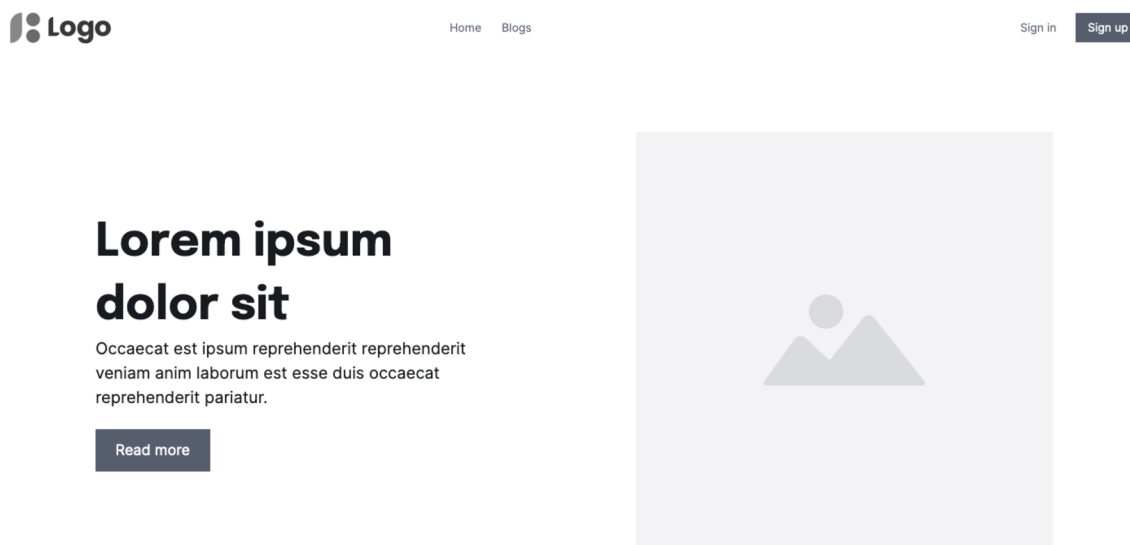 Logo
Home
Blogs
Sign in
Sign up
Lorem ipsum
dolor sit
Occaecat est ipsum reprehenderit reprehenderit
veniam anim laborum est esse duis occaecat
reprehenderit pariatur.
Read more